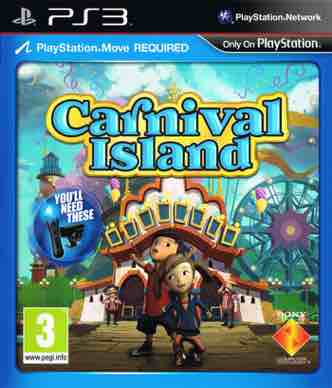 PS3
PlayStation®Network
PlayStation®Move REQUIRED
Only On PlayStation®
Carnival
Island
YOU'LL
NEED
THESE
3
www.pegi.info
SONY